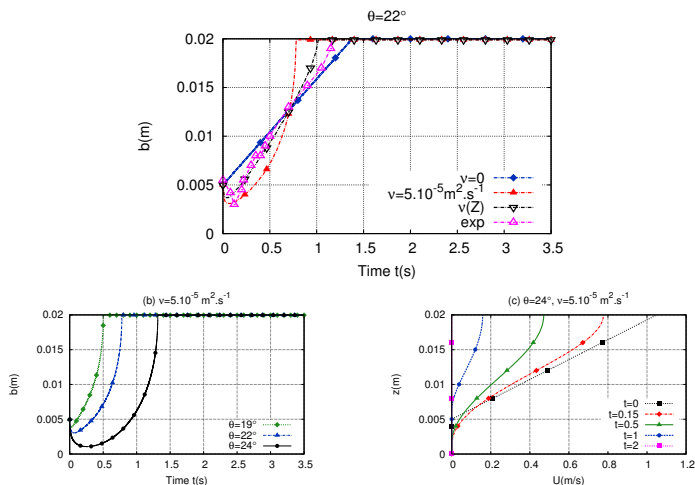 θ=22°
0.02
0.015
0.01
0.005
0
b(m)
0 0.5 1 1.5 2 2.5 3 3.5
Time t(s)
ν=0
ν=5.10-5m2.s-1
ν(Z)
exp
(b) ν=5.10-5 m2.s-1
0.02
0.015
0.01
0.005
0
b(m)
0 0.5 1 1.5 2 2.5 3 3.5
Time t(s)
θ=19°
θ=22°
θ=24°
(c) θ=24°, ν=5.10-5 m2.s-1
0.02
0.015
0.01
0.005
0
z(m)
0 0.2 0.4 0.6 0.8 1 1.2
U(m/s)
t=0
t=0.15
t=0.5
t=1
t=2